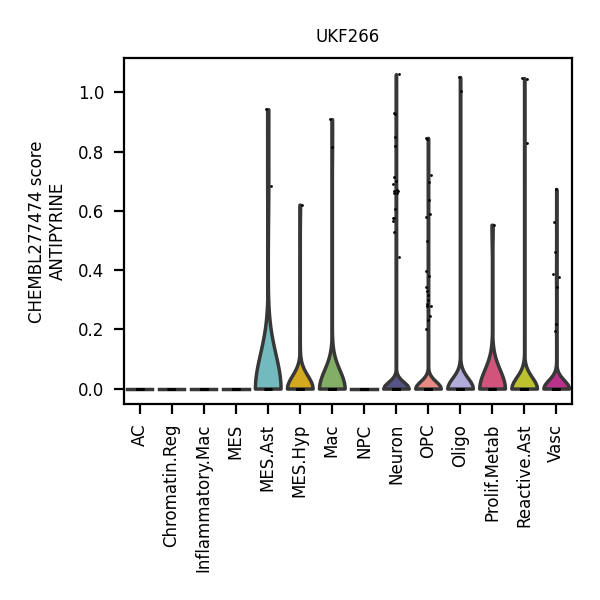 UKF266
CHEMBL277474 score
ANTIPYRINE
1.0
0.8
0.6
0.4
0.2
0.0
AC
Chromatin.Reg
Inflammatory.Mac
MES
MES.Ast
MES.Hyp
Mac
NPC
Neuron
OPC
Oligo
Prolif.Metab
Reactive.Ast
Vasc